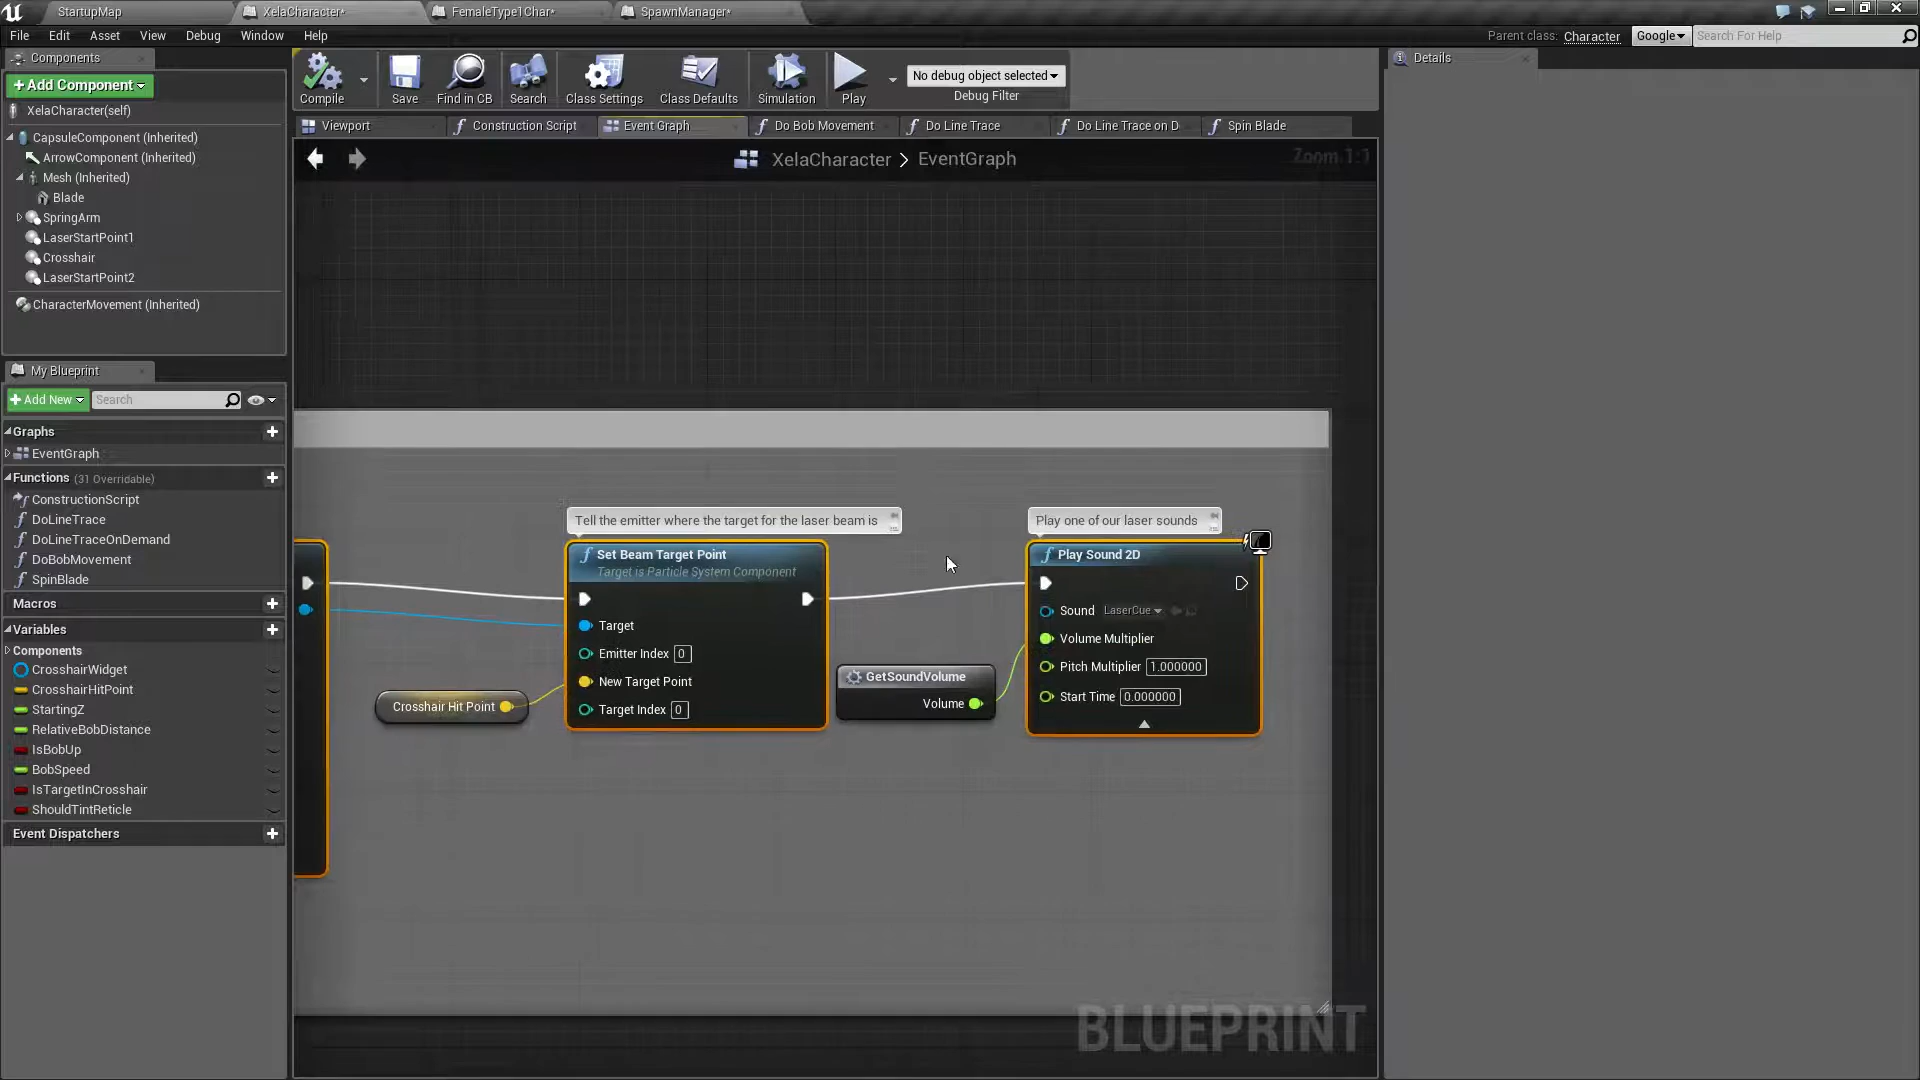 StartupMap
XelaCharacter*
FemaleType1Char*
SpawnManager*
File Edit Asset View Debug Window Help
Parent class: Character Google Search For Help
Components
+Add Component
XelaCharacter(self)
CapsuleComponent (Inherited)
ArrowComponent (Inherited)
Mesh (Inherited)
Blade
SpringArm
LaserStartPoint1
Crosshair
LaserStartPoint2
CharacterMovement (Inherited)
My Blueprint
+Add New Search
Graphs
EventGraph
Functions (31 Overridable)
ConstructionScript
DoLineTrace
DoLineTraceOnDemand
DoBobMovement
SpinBlade
Macros
Variables
Components
CrosshairWidget
CrosshairHitPoint
StartingZ
RelativeBobDistance
IsBobUp
BobSpeed
IsTargetInCrosshair
ShouldTintReticle
Event Dispatchers
Compile
Save
Find in CB
Search
Class Settings
Class Defaults
Simulation
Play
No debug object selected
Debug Filter
Viewport
Construction Script
Event Graph
Do Bob Movement
Do Line Trace
Do Line Trace on D
Spin Blade
XelaCharacter > EventGraph
Zoom 1:1
Tell the emitter where the target for the laser beam is
Set Beam Target Point
Target is Particle System Component
Target
Emitter Index 0
New Target Point
Target Index 0
Crosshair Hit Point
GetSoundVolume
Volume
Play one of our laser sounds
Play Sound 2D
Sound LaserCue
Volume Multiplier
Pitch Multiplier 1.000000
Start Time 0.000000
BLUEPRINT
Details